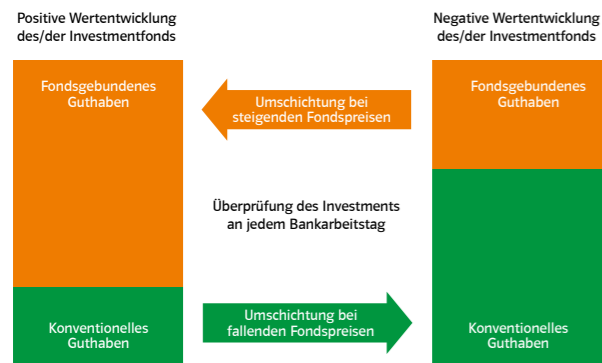 Positive Wertentwicklung
des/der Investmentfonds
Negative Wertentwicklung
des/der Investmentfonds
Fondsgebundenes
Guthaben
Umschichtung bei
steigenden Fondspreisen
Fondsgebundenes
Guthaben
Überprüfung des Investments
an jedem Bankarbeitstag
Konventionelles
Guthaben
Umschichtung bei
fallenden Fondspreisen
Konventionelles
Guthaben